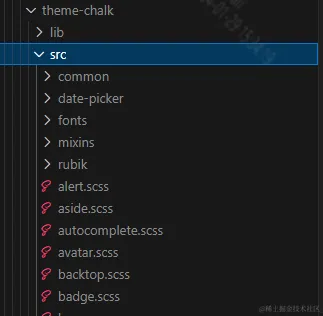 theme-chalk
lib
src
common
date-picker
fonts
mixins
rubik
alert.scss
aside.scss
autocomplete.scss
avatar.scss
backtop.scss
badge.scss
@稀土掘金技术社区